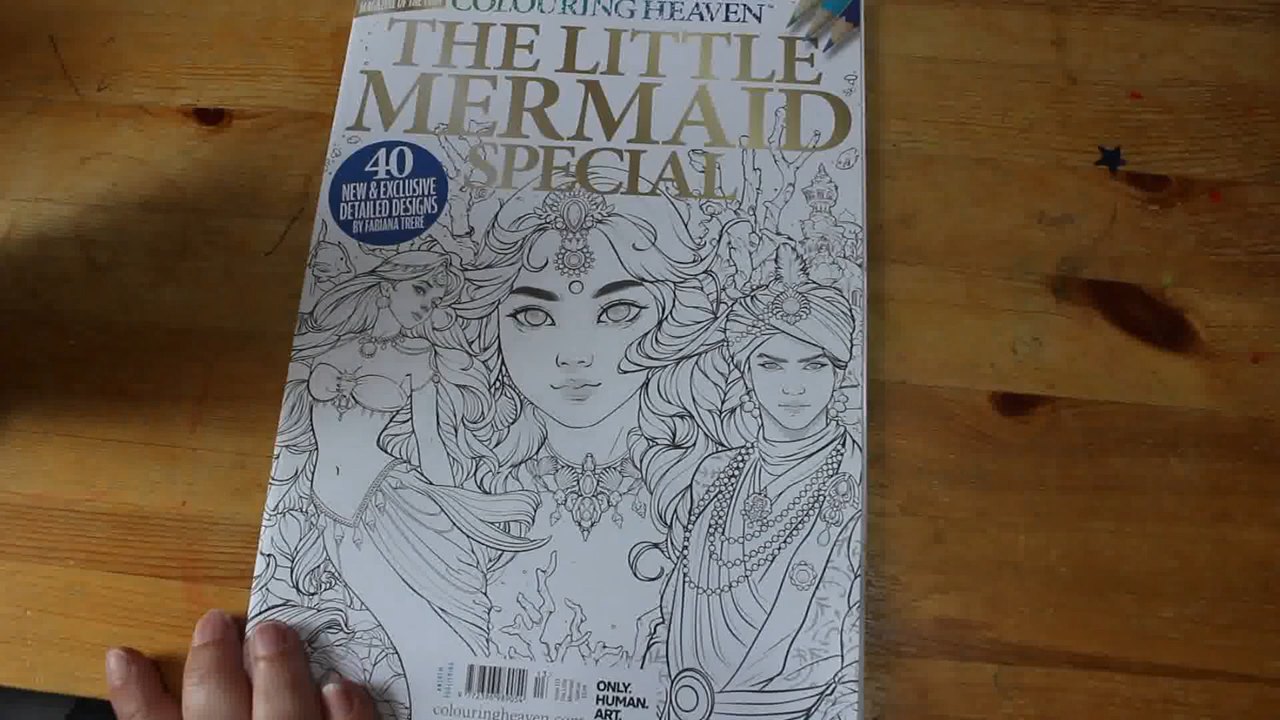 COLOURING HEAVEN
THE LITTLE
MERMAID
SPECIAL
40
NEW & EXCLUSIVE
DETAILED DESIGNS
BY FABIANA TRERE
ONLY.
HUMAN.
ART.
colouringheaven.com